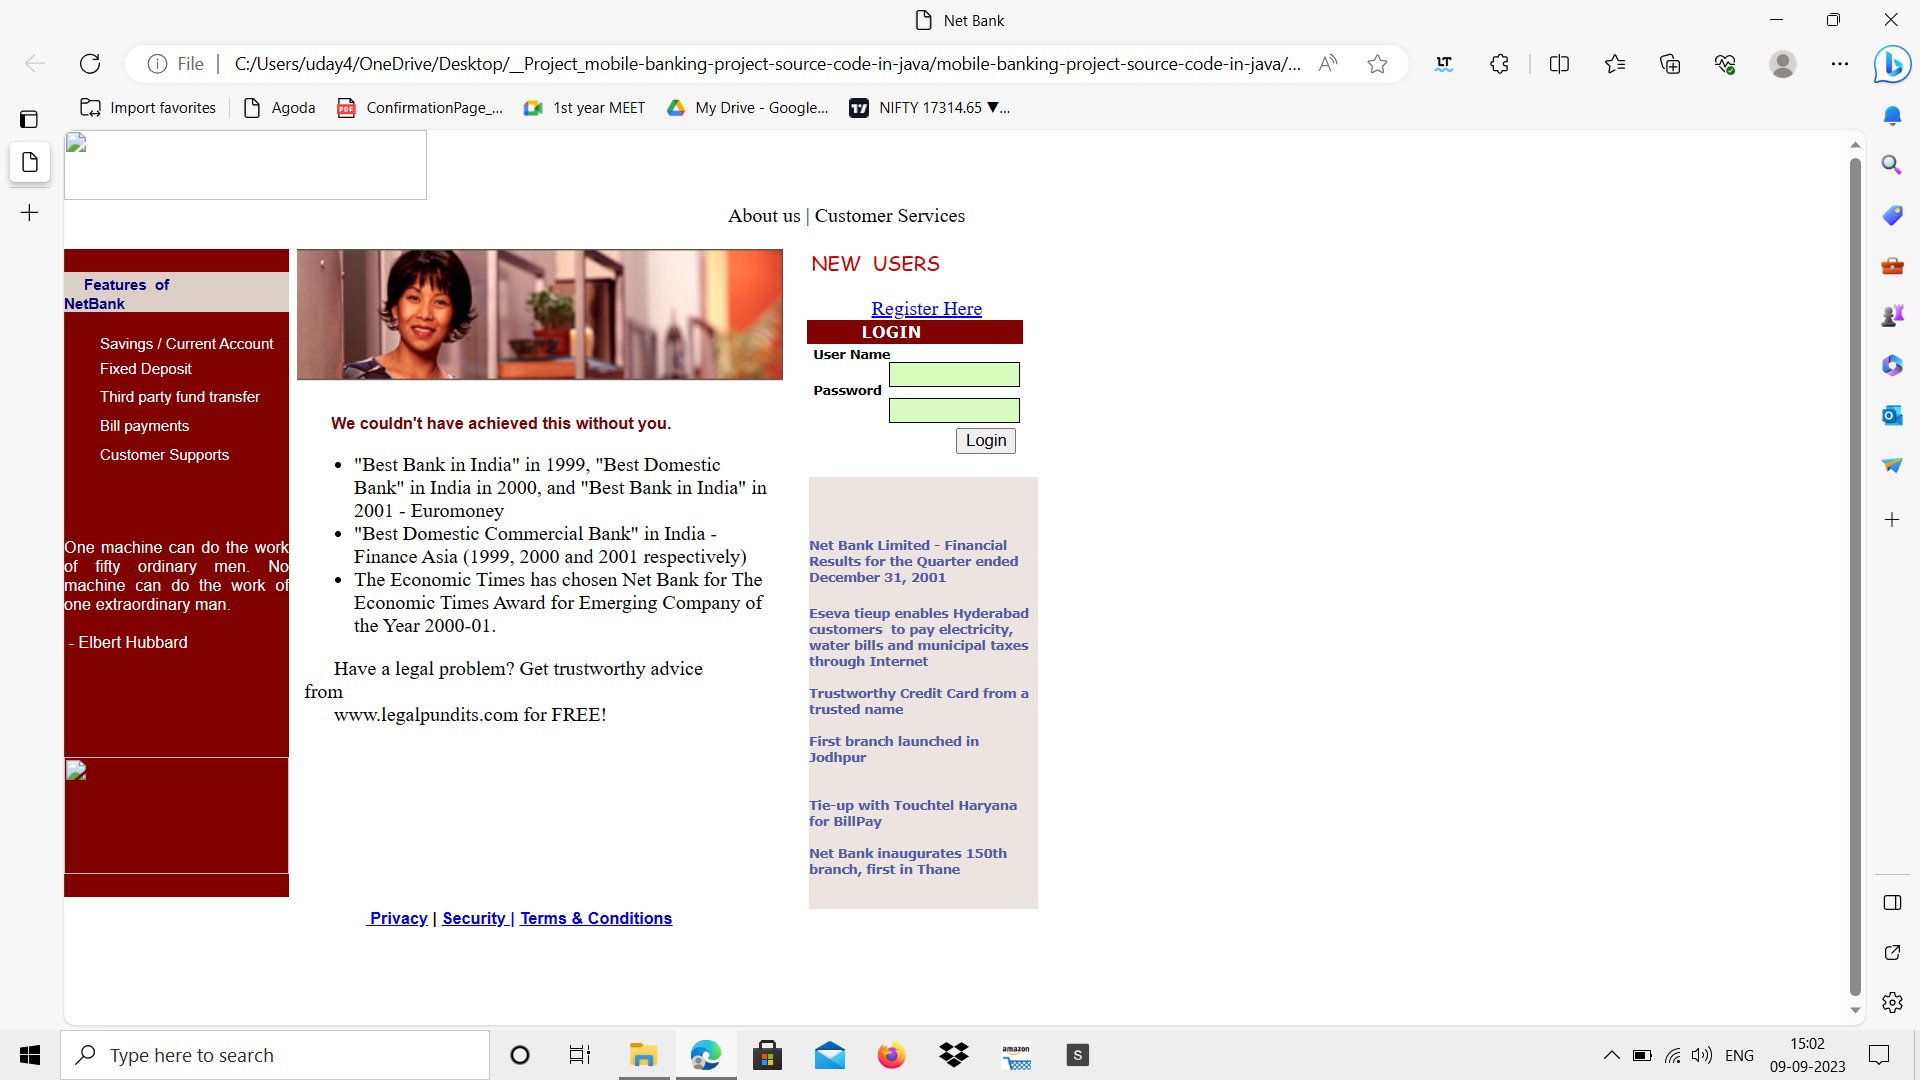 Net Bank
File
C:/Users/uday4/OneDrive/Desktop/__Project_mobile-banking-project-source-code-in-java/mobile-banking-project-source-code-in-java/...
Import favorites
Agoda
ConfirmationPage_...
1st year MEET
My Drive - Google...
NIFTY 17314.65 ▼...
About us | Customer Services
Features of
NetBank
Savings / Current Account
Fixed Deposit
Third party fund transfer
Bill payments
Customer Supports
One machine can do the work
of fifty ordinary men. No
machine can do the work of
one extraordinary man.
- Elbert Hubbard
We couldn't have achieved this without you.
• "Best Bank in India" in 1999, "Best Domestic
Bank" in India in 2000, and "Best Bank in India" in
2001 - Euromoney
• "Best Domestic Commercial Bank" in India -
Finance Asia (1999, 2000 and 2001 respectively)
• The Economic Times has chosen Net Bank for The
Economic Times Award for Emerging Company of
the Year 2000-01.
Have a legal problem? Get trustworthy advice
from
www.legalpundits.com for FREE!
NEW USERS
Register Here
LOGIN
User Name
Password
Login
Net Bank Limited - Financial
Results for the Quarter ended
December 31, 2001
Eseva tieup enables Hyderabad
customers to pay electricity,
water bills and municipal taxes
through Internet
Trustworthy Credit Card from a
trusted name
First branch launched in
Jodhpur
Tie-up with Touchtel Haryana
for BillPay
Net Bank inaugurates 150th
branch, first in Thane
Privacy | Security | Terms & Conditions
Type here to search
amazon
S
ENG
15:02
09-09-2023